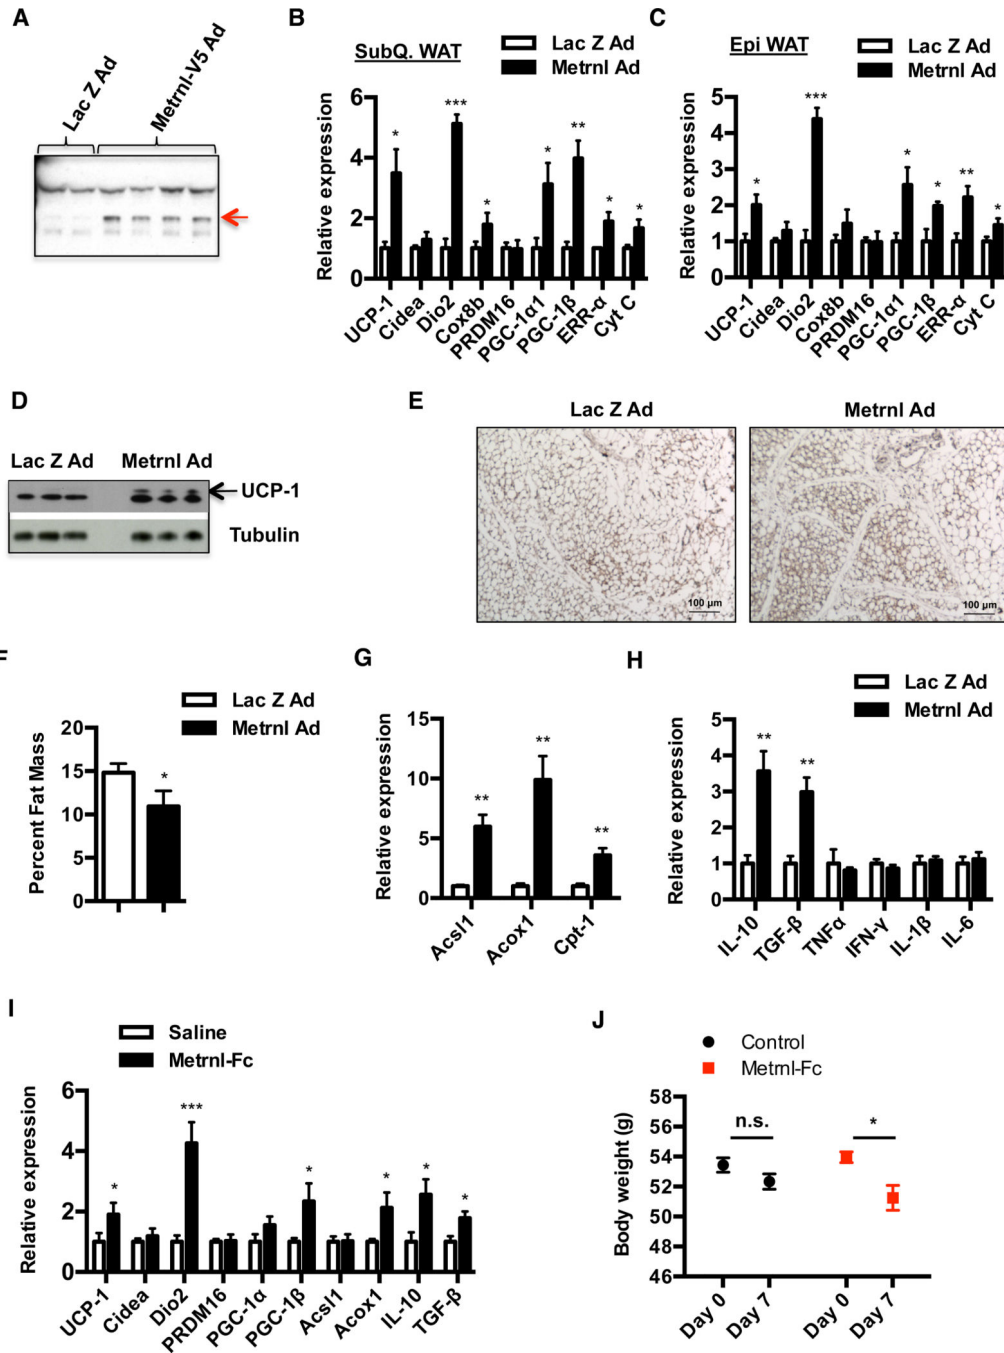 A
Lac Z Ad
Metrnl-V5 Ad
B
SubQ. WAT
Lac Z Ad
Metrnl Ad
Relative expression
6
4
2
0
*
***
*
*
**
*
*
UCP-1
Cidea
Dio2
Cox8b
PRDM16
PGC-1α1
PGC-1β
ERR-α
Cyt C
C
Epi WAT
Lac Z Ad
Metrnl Ad
Relative expression
5
4
3
2
1
0
*
***
*
*
**
*
UCP-1
Cidea
Dio2
Cox8b
PRDM16
PGC-1α1
PGC-1β
ERR-α
Cyt C
D
Lac Z Ad
Metrnl Ad
UCP-1
Tubulin
E
Lac Z Ad
Metrnl Ad
100 µm
100 µm
F
Lac Z Ad
Metrnl Ad
Percent Fat Mass
20
15
10
5
0
*
G
Relative expression
15
10
5
0
**
**
**
Acsl1
Acox1
Cpt-1
H
Lac Z Ad
Metrnl Ad
Relative expression
5
4
3
2
1
0
**
**
IL-10
TGF-β
TNFα
IFN-γ
IL-1β
IL-6
I
Saline
Metrnl-Fc
Relative expression
6
4
2
0
*
***
*
*
*
*
UCP-1
Cidea
Dio2
PRDM16
PGC-1α
PGC-1β
Acsl1
Acox1
IL-10
TGF-β
J
Control
Metrnl-Fc
Body weight (g)
58
56
54
52
50
48
46
n.s.
*
Day 0
Day 7
Day 0
Day 7